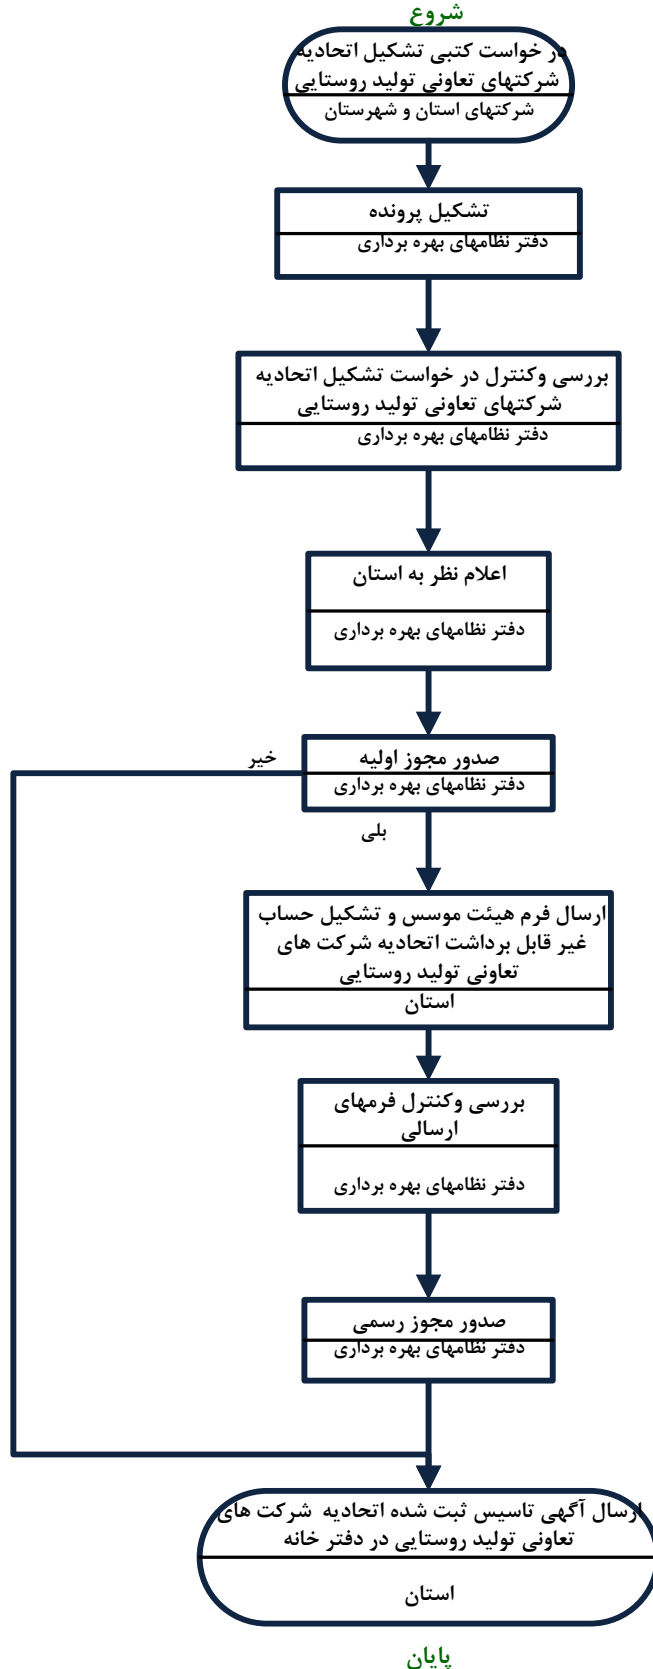 شروع
در خواست کتبی تشکیل اتحادیه
شرکتهای تعاونی تولید روستایی
شرکتهای استان و شهرستان
تشکیل پرونده
دفتر نظامهای بهره برداری
بررسی وکنترل در خواست تشکیل اتحادیه
شرکتهای تعاونی تولید روستایی
دفتر نظامهای بهره برداری
اعلام نظر به استان
دفتر نظامهای بهره برداری
صدور مجوز اولیه
خیر
دفتر نظامهای بهره برداری
بلی
ارسال فرم هیئت موسس و تشکیل حساب
غیر قابل برداشت اتحادیه شرکت های
تعاونی تولید روستایی
استان
بررسی وکنترل فرمهای
ارسالی
دفتر نظامهای بهره برداری
صدور مجوز رسمی
دفتر نظامهای بهره برداری
ارسال آگهی تاسیس ثبت شده اتحادیه شرکت های
تعاونی تولید روستایی در دفتر خانه
استان
پایان